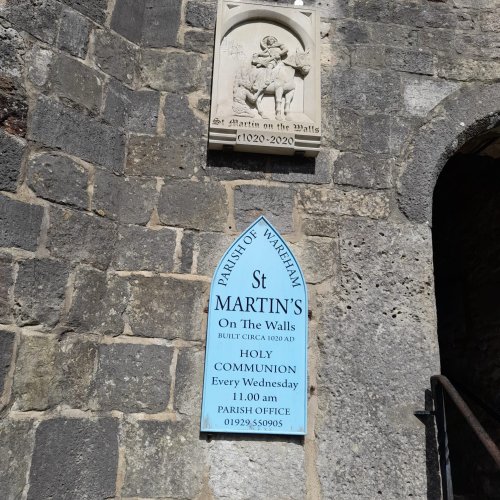 St Martin on the Walls
c1020-2020
PARISH OF WAREHAM
St
MARTIN'S
On The Walls
BUILT CIRCA 1020 AD
HOLY
COMMUNION
Every Wednesday
11.00 am
PARISH OFFICE
01929 550905